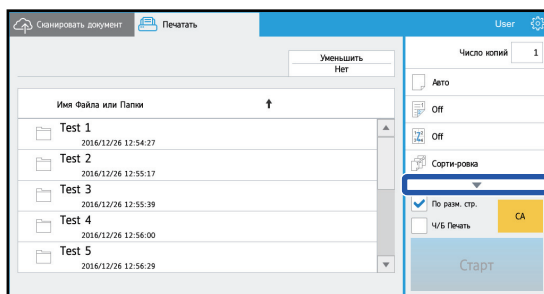 Сканировать документ
Печатать
User
Уменьшить
Нет
Имя Файла или Папки
Test 1
2016/12/26 12:54:27
Test 2
2016/12/26 12:55:17
Test 3
2016/12/26 12:55:39
Test 4
2016/12/26 12:56:00
Test 5
2016/12/26 12:56:29
Число копий 1
Авто
Off
Off
Сорти-ровка
По разм. стр.
CA
Ч/Б Печать
Старт